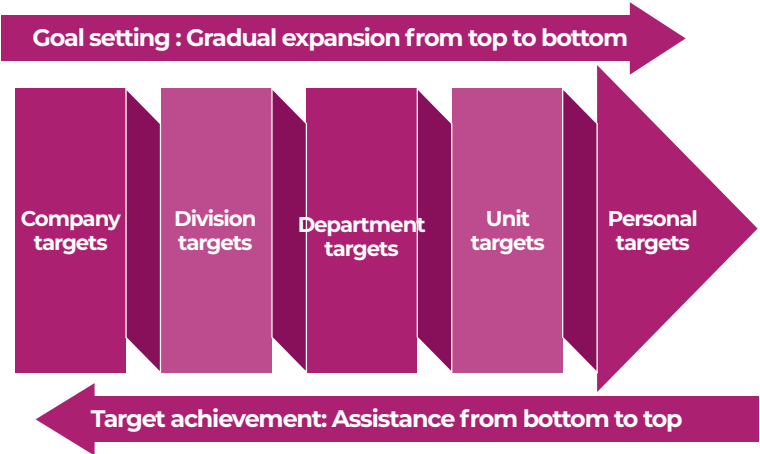 Goal setting : Gradual expansion from top to bottom
Company
targets
Division
targets
Department
targets
Unit
targets
Personal
targets
Target achievement: Assistance from bottom to top